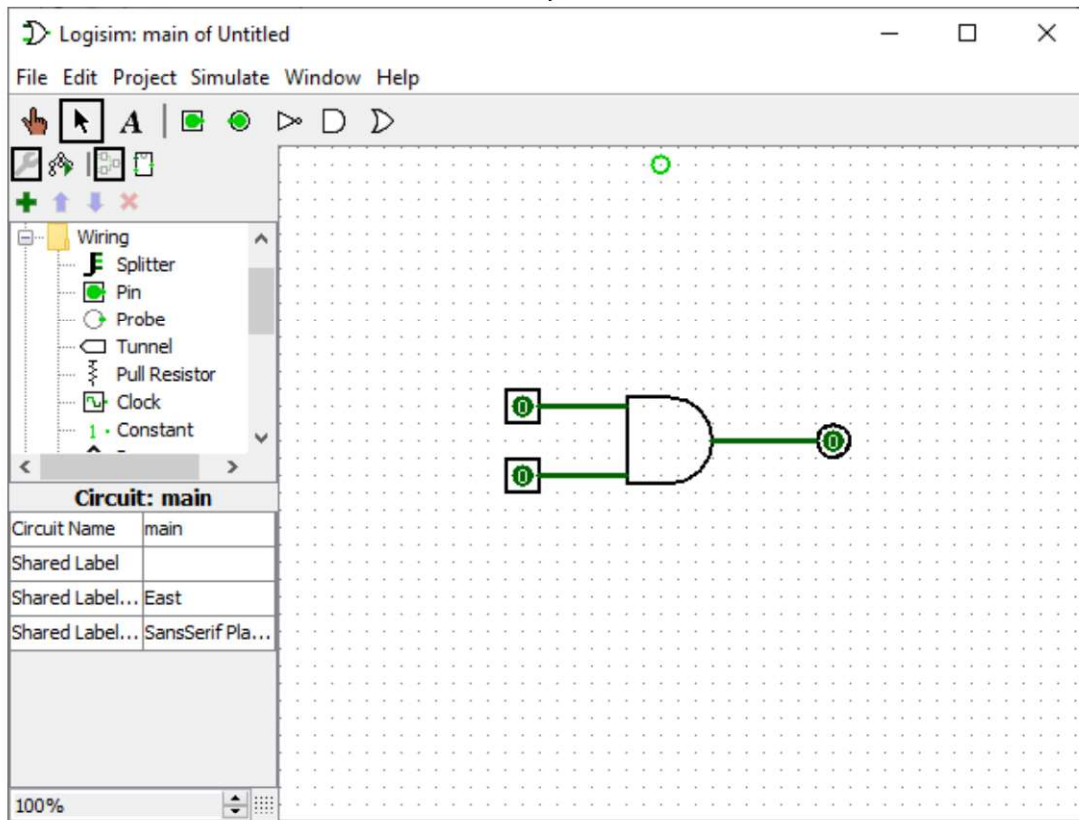 Logisim: main of Untitled
File Edit Project Simulate Window Help
A
Wiring
Splitter
Pin
Probe
Tunnel
Pull Resistor
Clock
1 Constant
Circuit: main
Circuit Name main
Shared Label
Shared Label... East
Shared Label... SansSerif Pla...
100%
0
0
0